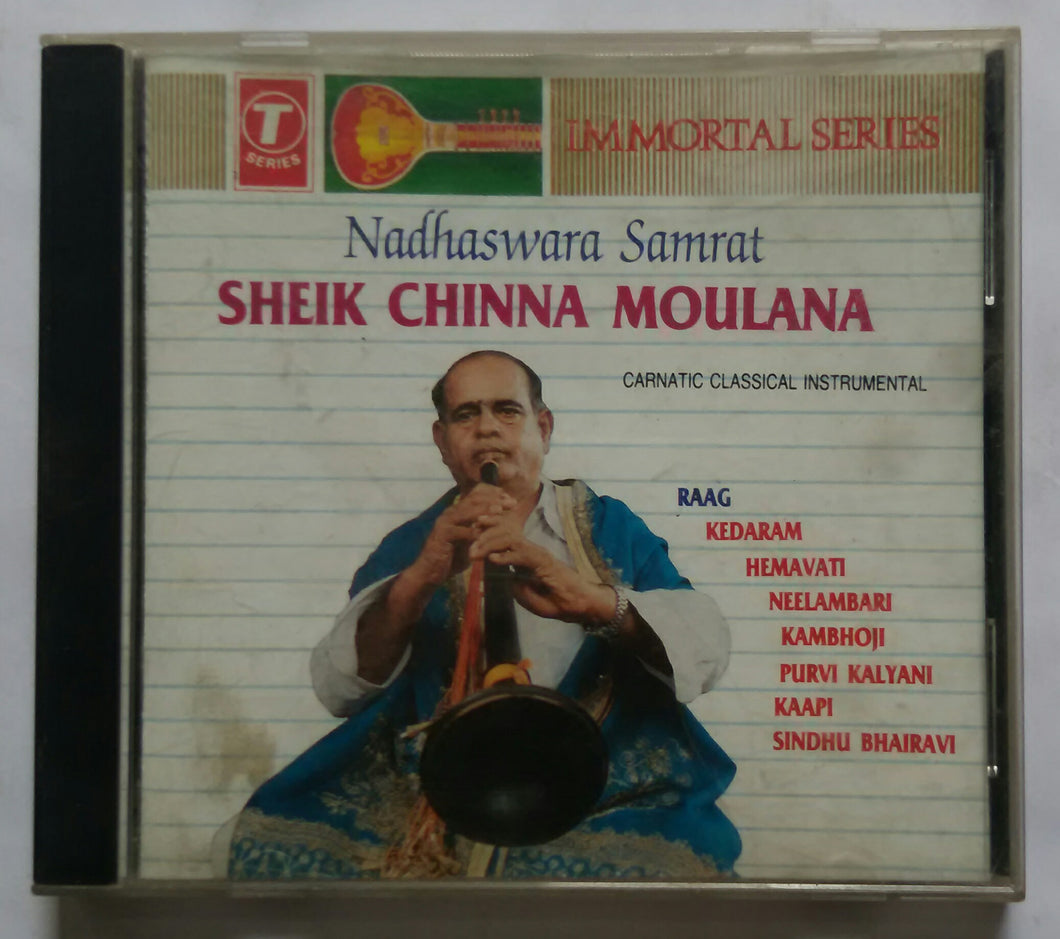 T
SERIES
IMMORTAL SERIES
Nadhaswara Samrat
SHEIK CHINNA MOULANA
CARNATIC CLASSICAL INSTRUMENTAL
RAAG
KEDARAM
HEMAVATI
NEELAMBARI
KAMBHOJI
PURVI KALYANI
KAAPI
SINDHU BHAIRAVI